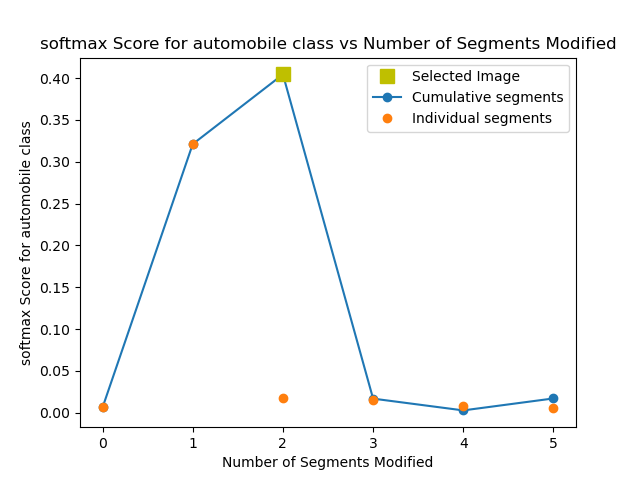 softmax Score for automobile class vs Number of Segments Modified
Selected Image
Cumulative segments
Individual segments
softmax Score for automobile class
0.40
0.35
0.30
0.25
0.20
0.15
0.10
0.05
0.00
0 1 2 3 4 5
Number of Segments Modified